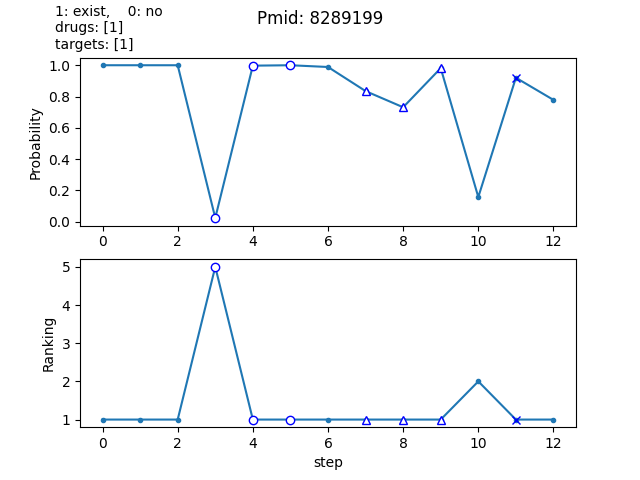 1: exist,    0: no
Pmid: 8289199
drugs: [1]
targets: [1]
1.0
0.8
0.6
0.4
0.2
0.0
Probability
0 2 4 6 8 10 12
5
4
3
2
1
Ranking
0 2 4 6 8 10 12
step